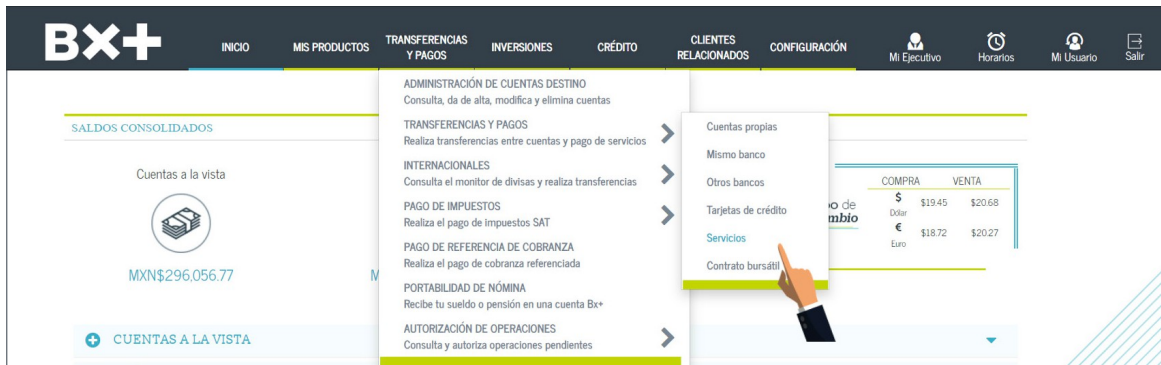 BX+
INICIO
MIS PRODUCTOS
TRANSFERENCIAS
Y PAGOS
INVERSIONES
CRÉDITO
CLIENTES
RELACIONADOS
CONFIGURACIÓN
Mi Ejecutivo
Horarios
Mi Usuario
Salir
ADMINISTRACIÓN DE CUENTAS DESTINO
Consulta, da de alta, modifica y elimina cuentas
TRANSFERENCIAS Y PAGOS
Realiza transferencias entre cuentas y pago de servicios
INTERNACIONALES
Consulta el monitor de divisas y realiza transferencias
PAGO DE IMPUESTOS
Realiza el pago de impuestos SAT
PAGO DE REFERENCIA DE COBRANZA
Realiza el pago de cobranza referenciada
PORTABILIDAD DE NÓMINA
Recibe tu sueldo o pensión en una cuenta Bx+
AUTORIZACIÓN DE OPERACIONES
Consulta y autoriza operaciones pendientes
Cuentas propias
Mismo banco
Otros bancos
Tarjetas de crédito
Servicios
Contrato bursátil
SALDOS CONSOLIDADOS
Cuentas a la vista
MXN$296,056.77
M
de
mbio
COMPRA VENTA
$ $19.45 $20.68
Dólar
€ $18.72 $20.27
Euro
CUENTAS A LA VISTA